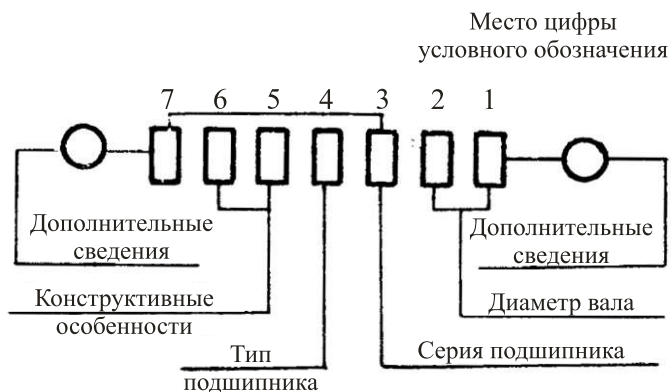 Место цифры
условного обозначения
7 6 5 4 3 2 1
Дополнительные
сведения
Дополнительные
сведения
Конструктивные
особенности
Диаметр вала
Тип
подшипника
Серия подшипника